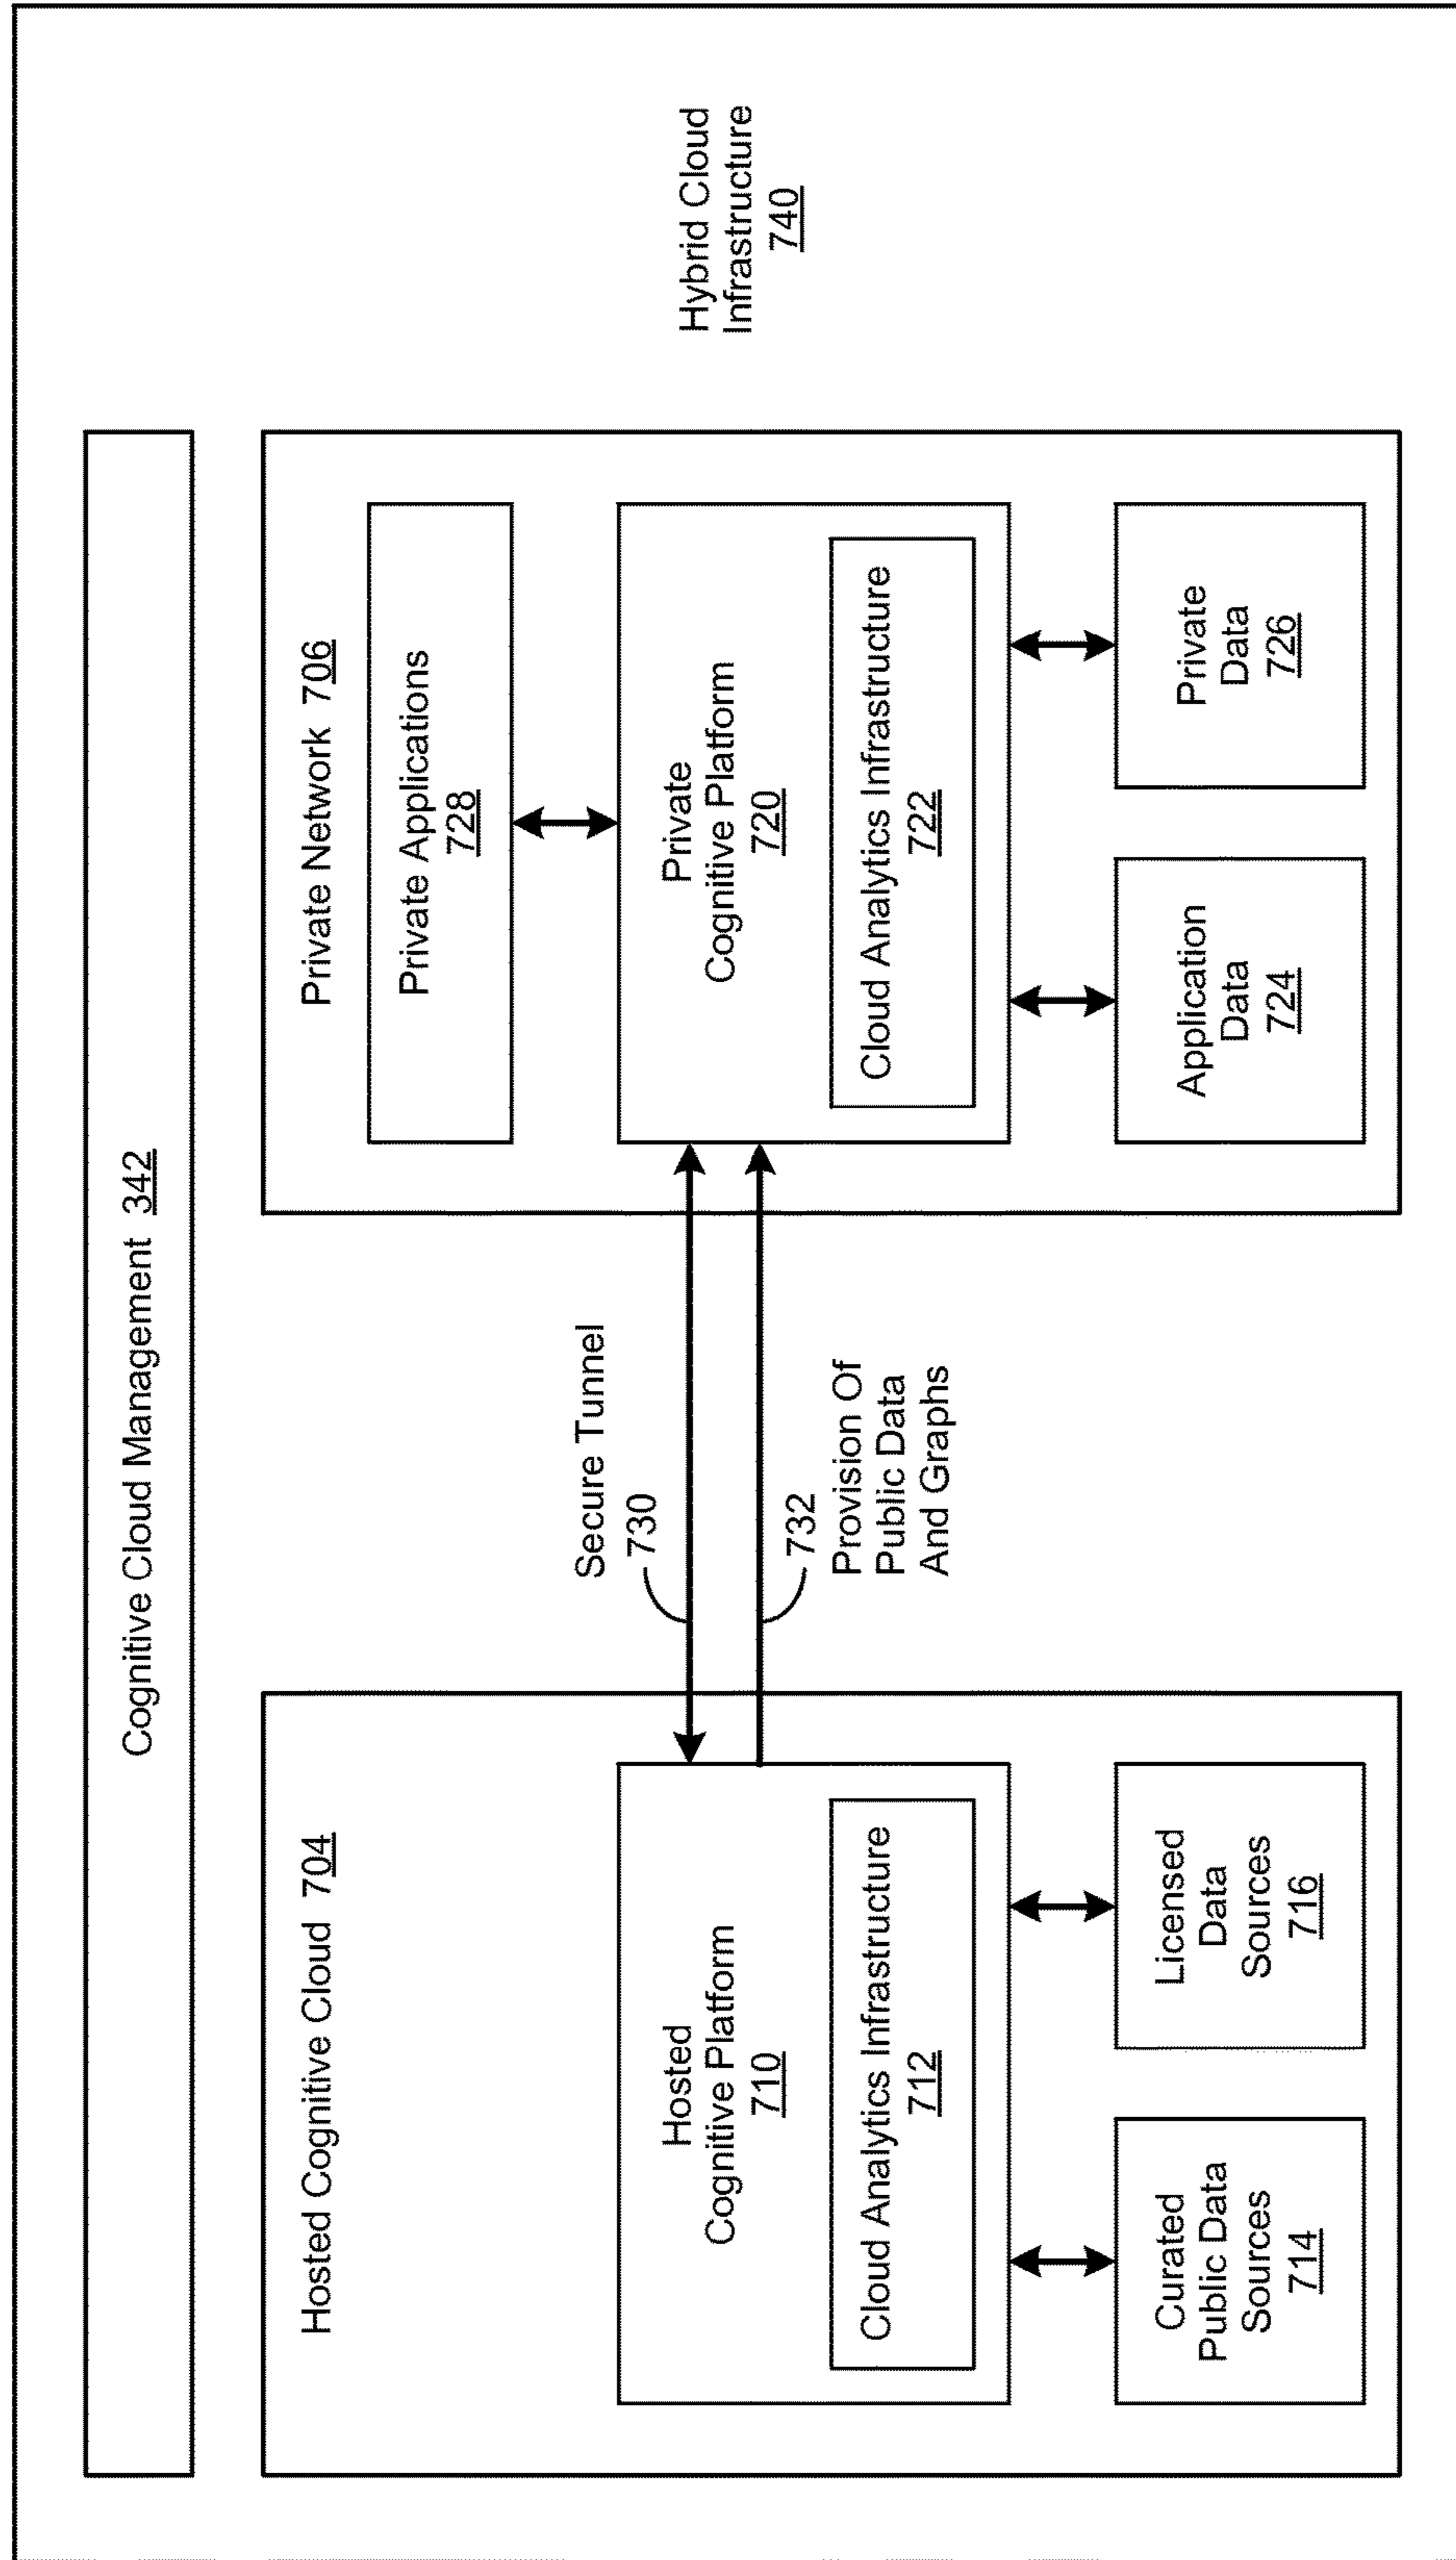 Cognitive Cloud Management 342
Hosted Cognitive Cloud 704
Hosted
Cognitive Platform
710
Cloud Analytics Infrastructure
712
Curated
Public Data
Sources
714
Licensed
Data
Sources
716
Secure Tunnel
730
732
Provision Of
Public Data
And Graphs
Private Network 706
Private Applications
728
Private
Cognitive Platform
720
Cloud Analytics Infrastructure
722
Application
Data
724
Private
Data
726
Hybrid Cloud
Infrastructure
740